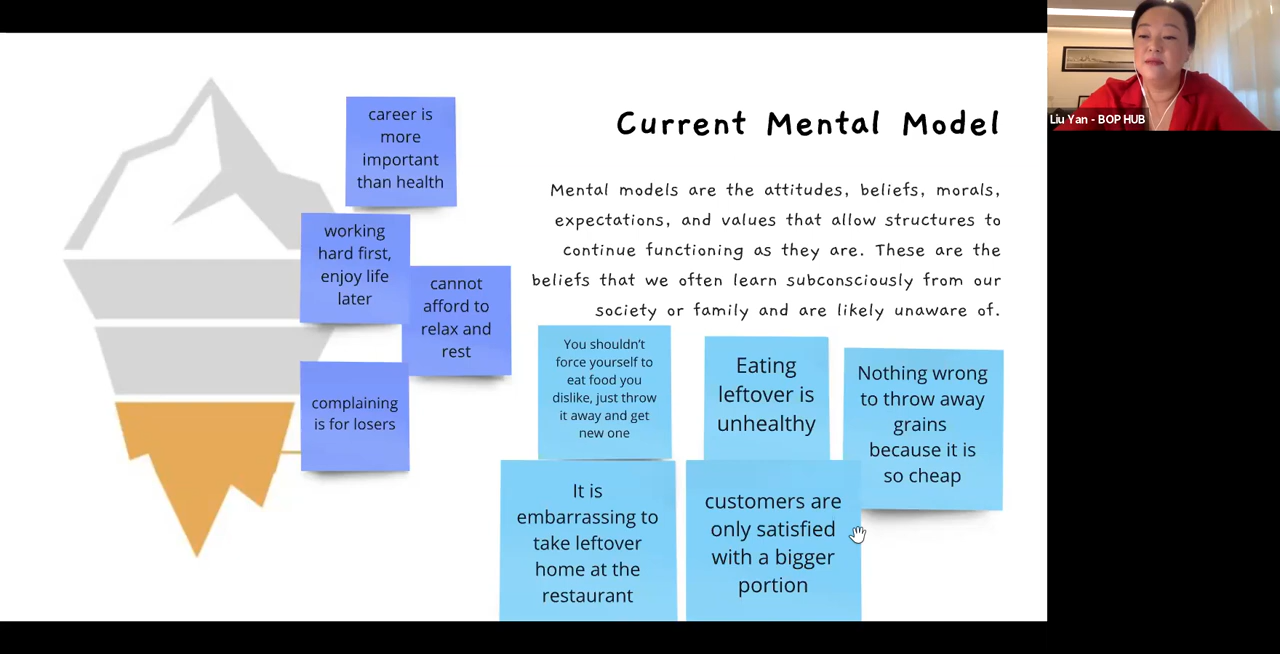 Current Mental Model
Mental models are the attitudes, beliefs, morals,
expectations, and values that allow structures to
continue functioning as they are. These are the
beliefs that we often learn subconsciously from our
society or family and are likely unaware of.
career is
more
important
than health
working
hard first,
enjoy life
later
cannot
afford to
relax and
rest
complaining
is for losers
You shouldn't
force yourself to
eat food you
dislike, just throw
it away and get
new one
Eating
leftover is
unhealthy
Nothing wrong
to throw away
grains
because it is
so cheap
It is
embarrassing to
take leftover
home at the
restaurant
customers are
only satisfied
with a bigger
portion
Liu Yan - BOP HUB